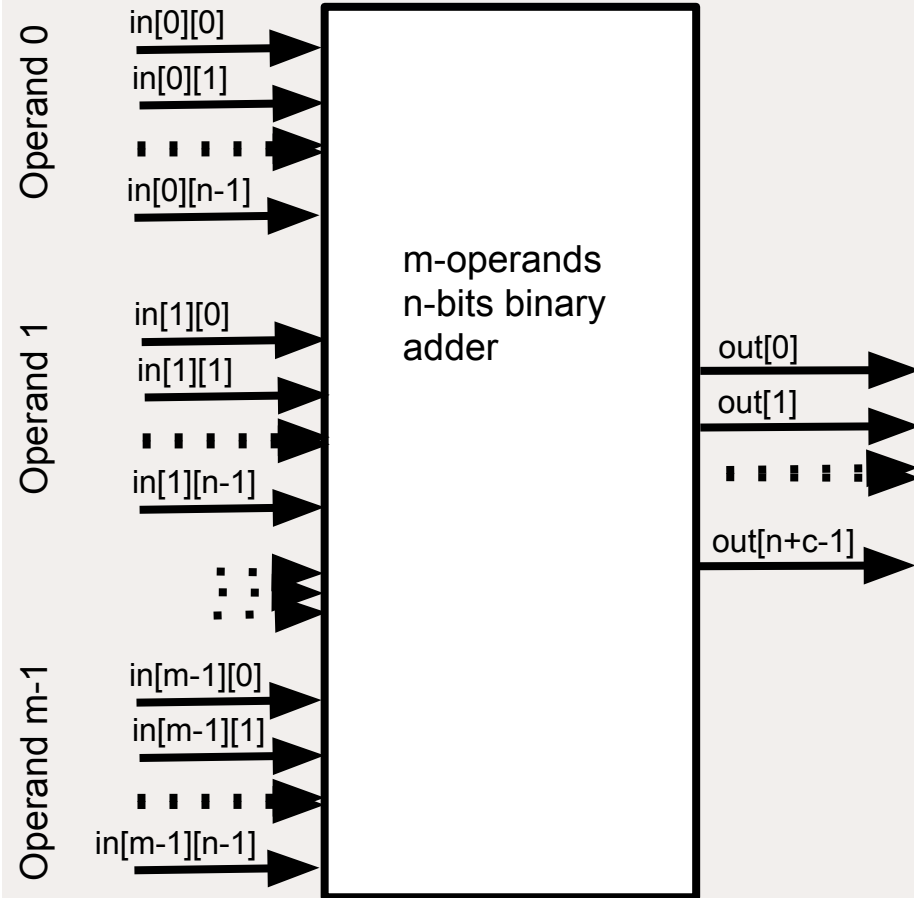 Operand 0
in[0][0]
in[0][1]
in[0][n-1]
Operand 1
in[1][0]
in[1][1]
in[1][n-1]
Operand m-1
in[m-1][0]
in[m-1][1]
in[m-1][n-1]
m-operands
n-bits binary
adder
out[0]
out[1]
out[n+c-1]